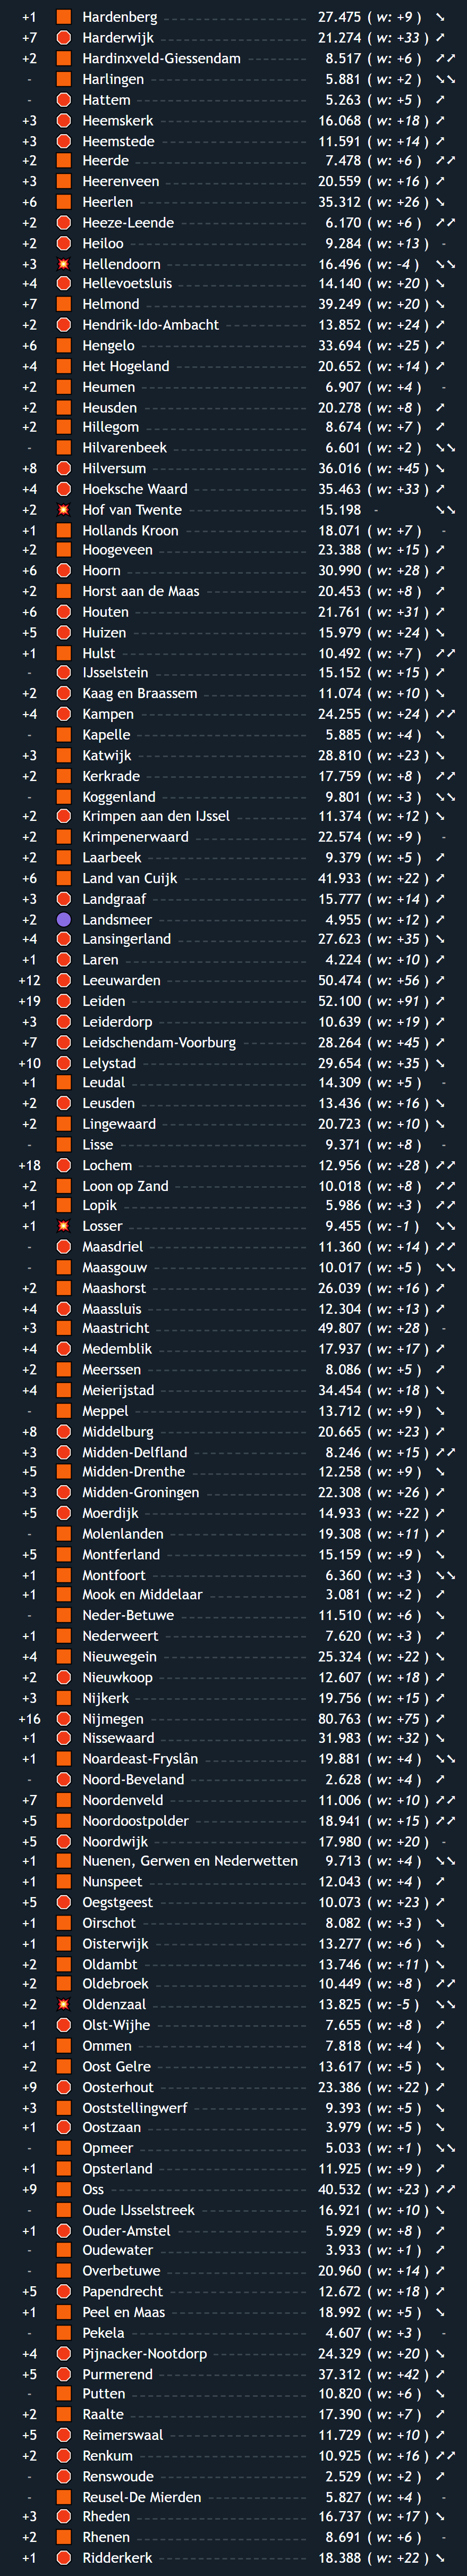 +1 Hardenberg 27.475 ( w: +9 ) ↘
+7 Harderwijk 21.274 ( w: +33 ) ↗
+2 Hardinxveld-Giessendam 8.517 ( w: +6 ) ↗↗
- Harlingen 5.881 ( w: +2 ) ↘↘
- Hattem 5.263 ( w: +5 ) ↗
+3 Heemskerk 16.068 ( w: +18 ) ↗
+3 Heemstede 11.591 ( w: +14 ) ↗
+2 Heerde 7.478 ( w: +6 ) ↗↗
+3 Heerenveen 20.559 ( w: +16 ) ↗
+6 Heerlen 35.312 ( w: +26 ) ↘
+2 Heeze-Leende 6.170 ( w: +6 ) ↗↗
+2 Heiloo 9.284 ( w: +13 ) -
+3 Hellendoorn 16.496 ( w: -4 ) ↘↘
+4 Hellevoetsluis 14.140 ( w: +20 ) ↘
+7 Helmond 39.249 ( w: +20 ) ↘
+2 Hendrik-Ido-Ambacht 13.852 ( w: +24 ) ↗
+6 Hengelo 33.694 ( w: +25 ) ↗
+4 Het Hogeland 20.652 ( w: +14 ) ↗
+2 Heumen 6.907 ( w: +4 ) -
+2 Heusden 20.278 ( w: +8 ) ↗
+2 Hillegom 8.674 ( w: +7 ) ↗
- Hilvarenbeek 6.601 ( w: +2 ) ↘↘
+8 Hilversum 36.016 ( w: +45 ) ↘
+4 Hoeksche Waard 35.463 ( w: +33 ) ↗
+2 Hof van Twente 15.198 - ↘↘
+1 Hollands Kroon 18.071 ( w: +7 ) -
+2 Hoogeveen 23.388 ( w: +15 ) ↗
+6 Hoorn 30.990 ( w: +28 ) ↗
+2 Horst aan de Maas 20.453 ( w: +8 ) ↗
+6 Houten 21.761 ( w: +31 ) ↗
+5 Huizen 15.979 ( w: +24 ) ↘
+1 Hulst 10.492 ( w: +7 ) ↗↗
- IJsselstein 15.152 ( w: +15 ) ↗
+2 Kaag en Braassem 11.074 ( w: +10 ) ↘
+4 Kampen 24.255 ( w: +24 ) ↗↗
- Kapelle 5.885 ( w: +4 ) ↘
+3 Katwijk 28.810 ( w: +23 ) ↘
+2 Kerkrade 17.759 ( w: +8 ) ↗↗
- Koggenland 9.801 ( w: +3 ) ↘↘
+2 Krimpen aan den IJssel 11.374 ( w: +12 ) ↘
+2 Krimpenerwaard 22.574 ( w: +9 ) -
+2 Laarbeek 9.379 ( w: +5 ) ↗
+6 Land van Cuijk 41.933 ( w: +22 ) ↗
+3 Landgraaf 15.777 ( w: +14 ) ↗
+2 Landsmeer 4.955 ( w: +12 ) ↗
+4 Lansingerland 27.623 ( w: +35 ) ↘
+1 Laren 4.224 ( w: +10 ) ↗
+12 Leeuwarden 50.474 ( w: +56 ) ↗
+19 Leiden 52.100 ( w: +91 ) ↗
+3 Leiderdorp 10.639 ( w: +19 ) ↗
+7 Leidschendam-Voorburg 28.264 ( w: +45 ) ↗
+10 Lelystad 29.654 ( w: +35 ) ↘
+1 Leudal 14.309 ( w: +5 ) -
+2 Leusden 13.436 ( w: +16 ) ↘
+2 Lingewaard 20.723 ( w: +10 ) ↘
- Lisse 9.371 ( w: +8 ) -
+18 Lochem 12.956 ( w: +28 ) ↗↗
+2 Loon op Zand 10.018 ( w: +8 ) ↗↗
+1 Lopik 5.986 ( w: +3 ) ↗↗
+1 Losser 9.455 ( w: -1 ) ↘↘
- Maasdriel 11.360 ( w: +14 ) ↗↗
- Maasgouw 10.017 ( w: +5 ) ↘↘
+2 Maashorst 26.039 ( w: +16 ) ↗
+4 Maassluis 12.304 ( w: +13 ) ↗
+3 Maastricht 49.807 ( w: +28 ) -
+4 Medemblik 17.937 ( w: +17 ) ↗
+2 Meerssen 8.086 ( w: +5 ) ↗
+4 Meierijstad 34.454 ( w: +18 ) ↘
- Meppel 13.712 ( w: +9 ) ↘
+8 Middelburg 20.665 ( w: +23 ) ↗
+3 Midden-Delfland 8.246 ( w: +15 ) ↗↗
+5 Midden-Drenthe 12.258 ( w: +9 ) ↘
+3 Midden-Groningen 22.308 ( w: +26 ) ↗
+5 Moerdijk 14.933 ( w: +22 ) ↗
- Molenlanden 19.308 ( w: +11 ) ↗
+5 Montferland 15.159 ( w: +9 ) ↘
+1 Montfoort 6.360 ( w: +3 ) ↘↘
+1 Mook en Middelaar 3.081 ( w: +2 ) ↗
- Neder-Betuwe 11.510 ( w: +6 ) ↘
+1 Nederweert 7.620 ( w: +3 ) ↗
+4 Nieuwegein 25.324 ( w: +22 ) ↘
+2 Nieuwkoop 12.607 ( w: +18 ) ↗
+3 Nijkerk 19.756 ( w: +15 ) ↗
+16 Nijmegen 80.763 ( w: +75 ) ↗
+1 Nissewaard 31.983 ( w: +32 ) ↘
+1 Noardeast-Fryslân 19.881 ( w: +4 ) ↘↘
- Noord-Beveland 2.628 ( w: +4 ) ↗
+7 Noordenveld 11.006 ( w: +10 ) ↗↗
+5 Noordoostpolder 18.941 ( w: +15 ) ↗↗
+5 Noordwijk 17.980 ( w: +20 ) -
+1 Nuenen, Gerwen en Nederwetten 9.713 ( w: +4 ) ↘↘
+1 Nunspeet 12.043 ( w: +4 ) ↗
+5 Oegstgeest 10.073 ( w: +23 ) ↗
+1 Oirschot 8.082 ( w: +3 ) ↘
+1 Oisterwijk 13.277 ( w: +6 ) ↘
+2 Oldambt 13.746 ( w: +11 ) ↘
+2 Oldebroek 10.449 ( w: +8 ) ↗↗
+2 Oldenzaal 13.825 ( w: -5 ) ↘↘
+1 Olst-Wijhe 7.655 ( w: +8 ) ↗
+1 Ommen 7.818 ( w: +4 ) ↘
+2 Oost Gelre 13.617 ( w: +5 ) ↘
+9 Oosterhout 23.386 ( w: +22 ) ↗
+3 Ooststellingwerf 9.393 ( w: +5 ) ↘
+1 Oostzaan 3.979 ( w: +5 ) ↘
- Opmeer 5.033 ( w: +1 ) ↘↘
+1 Opsterland 11.925 ( w: +9 ) ↗
+9 Oss 40.532 ( w: +23 ) ↗↗
- Oude IJsselstreek 16.921 ( w: +10 ) ↘
+1 Ouder-Amstel 5.929 ( w: +8 ) ↗
- Oudewater 3.933 ( w: +1 ) ↗
- Overbetuwe 20.960 ( w: +14 ) ↗
+5 Papendrecht 12.672 ( w: +18 ) ↗
+1 Peel en Maas 18.992 ( w: +5 ) ↘
- Pekela 4.607 ( w: +3 ) -
+4 Pijnacker-Nootdorp 24.329 ( w: +20 ) ↘
+5 Purmerend 37.312 ( w: +42 ) ↗
- Putten 10.820 ( w: +6 ) ↘
+2 Raalte 17.390 ( w: +7 ) ↗
+5 Reimerswaal 11.729 ( w: +10 ) ↗
+2 Renkum 10.925 ( w: +16 ) ↗↗
- Renswoude 2.529 ( w: +2 ) ↗
- Reusel-De Mierden 5.827 ( w: +4 ) -
+3 Rheden 16.737 ( w: +17 ) ↘
+2 Rhenen 8.691 ( w: +6 ) -
+1 Ridderkerk 18.388 ( w: +22 ) ↘